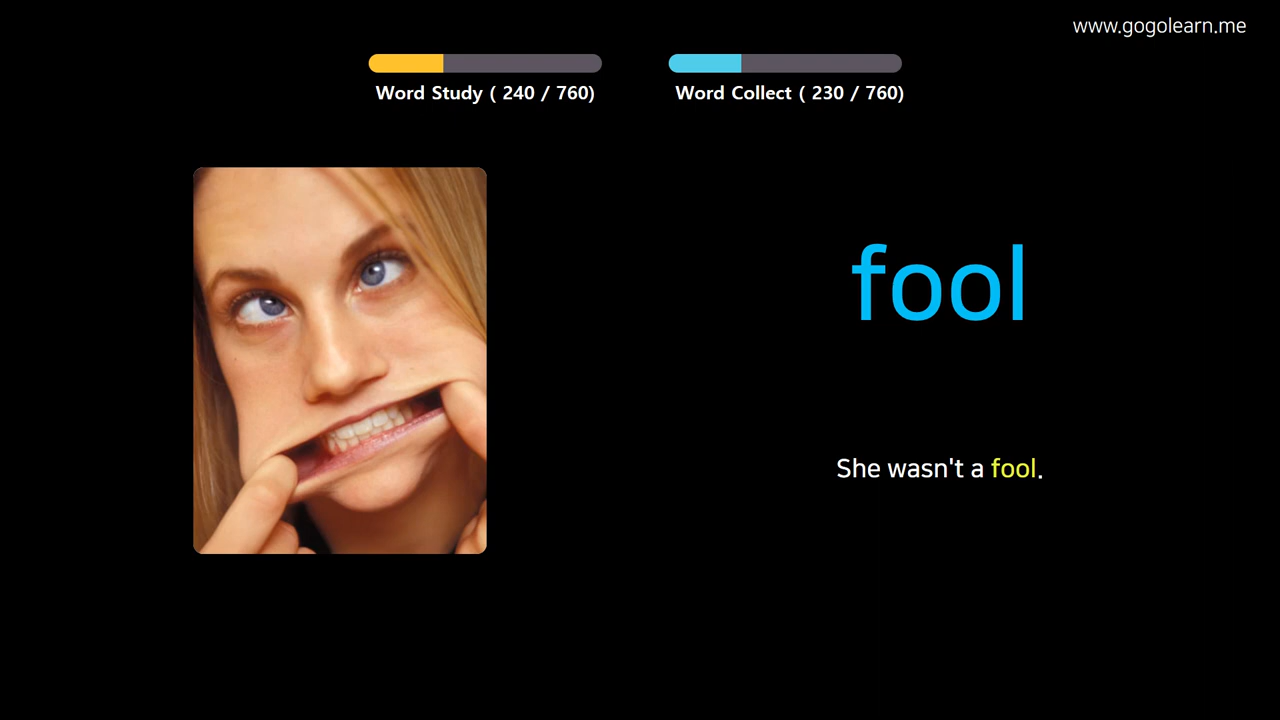 www.gogolearn.me
Word Study ( 240 / 760)
Word Collect ( 230 / 760)
fool
She wasn't a fool.